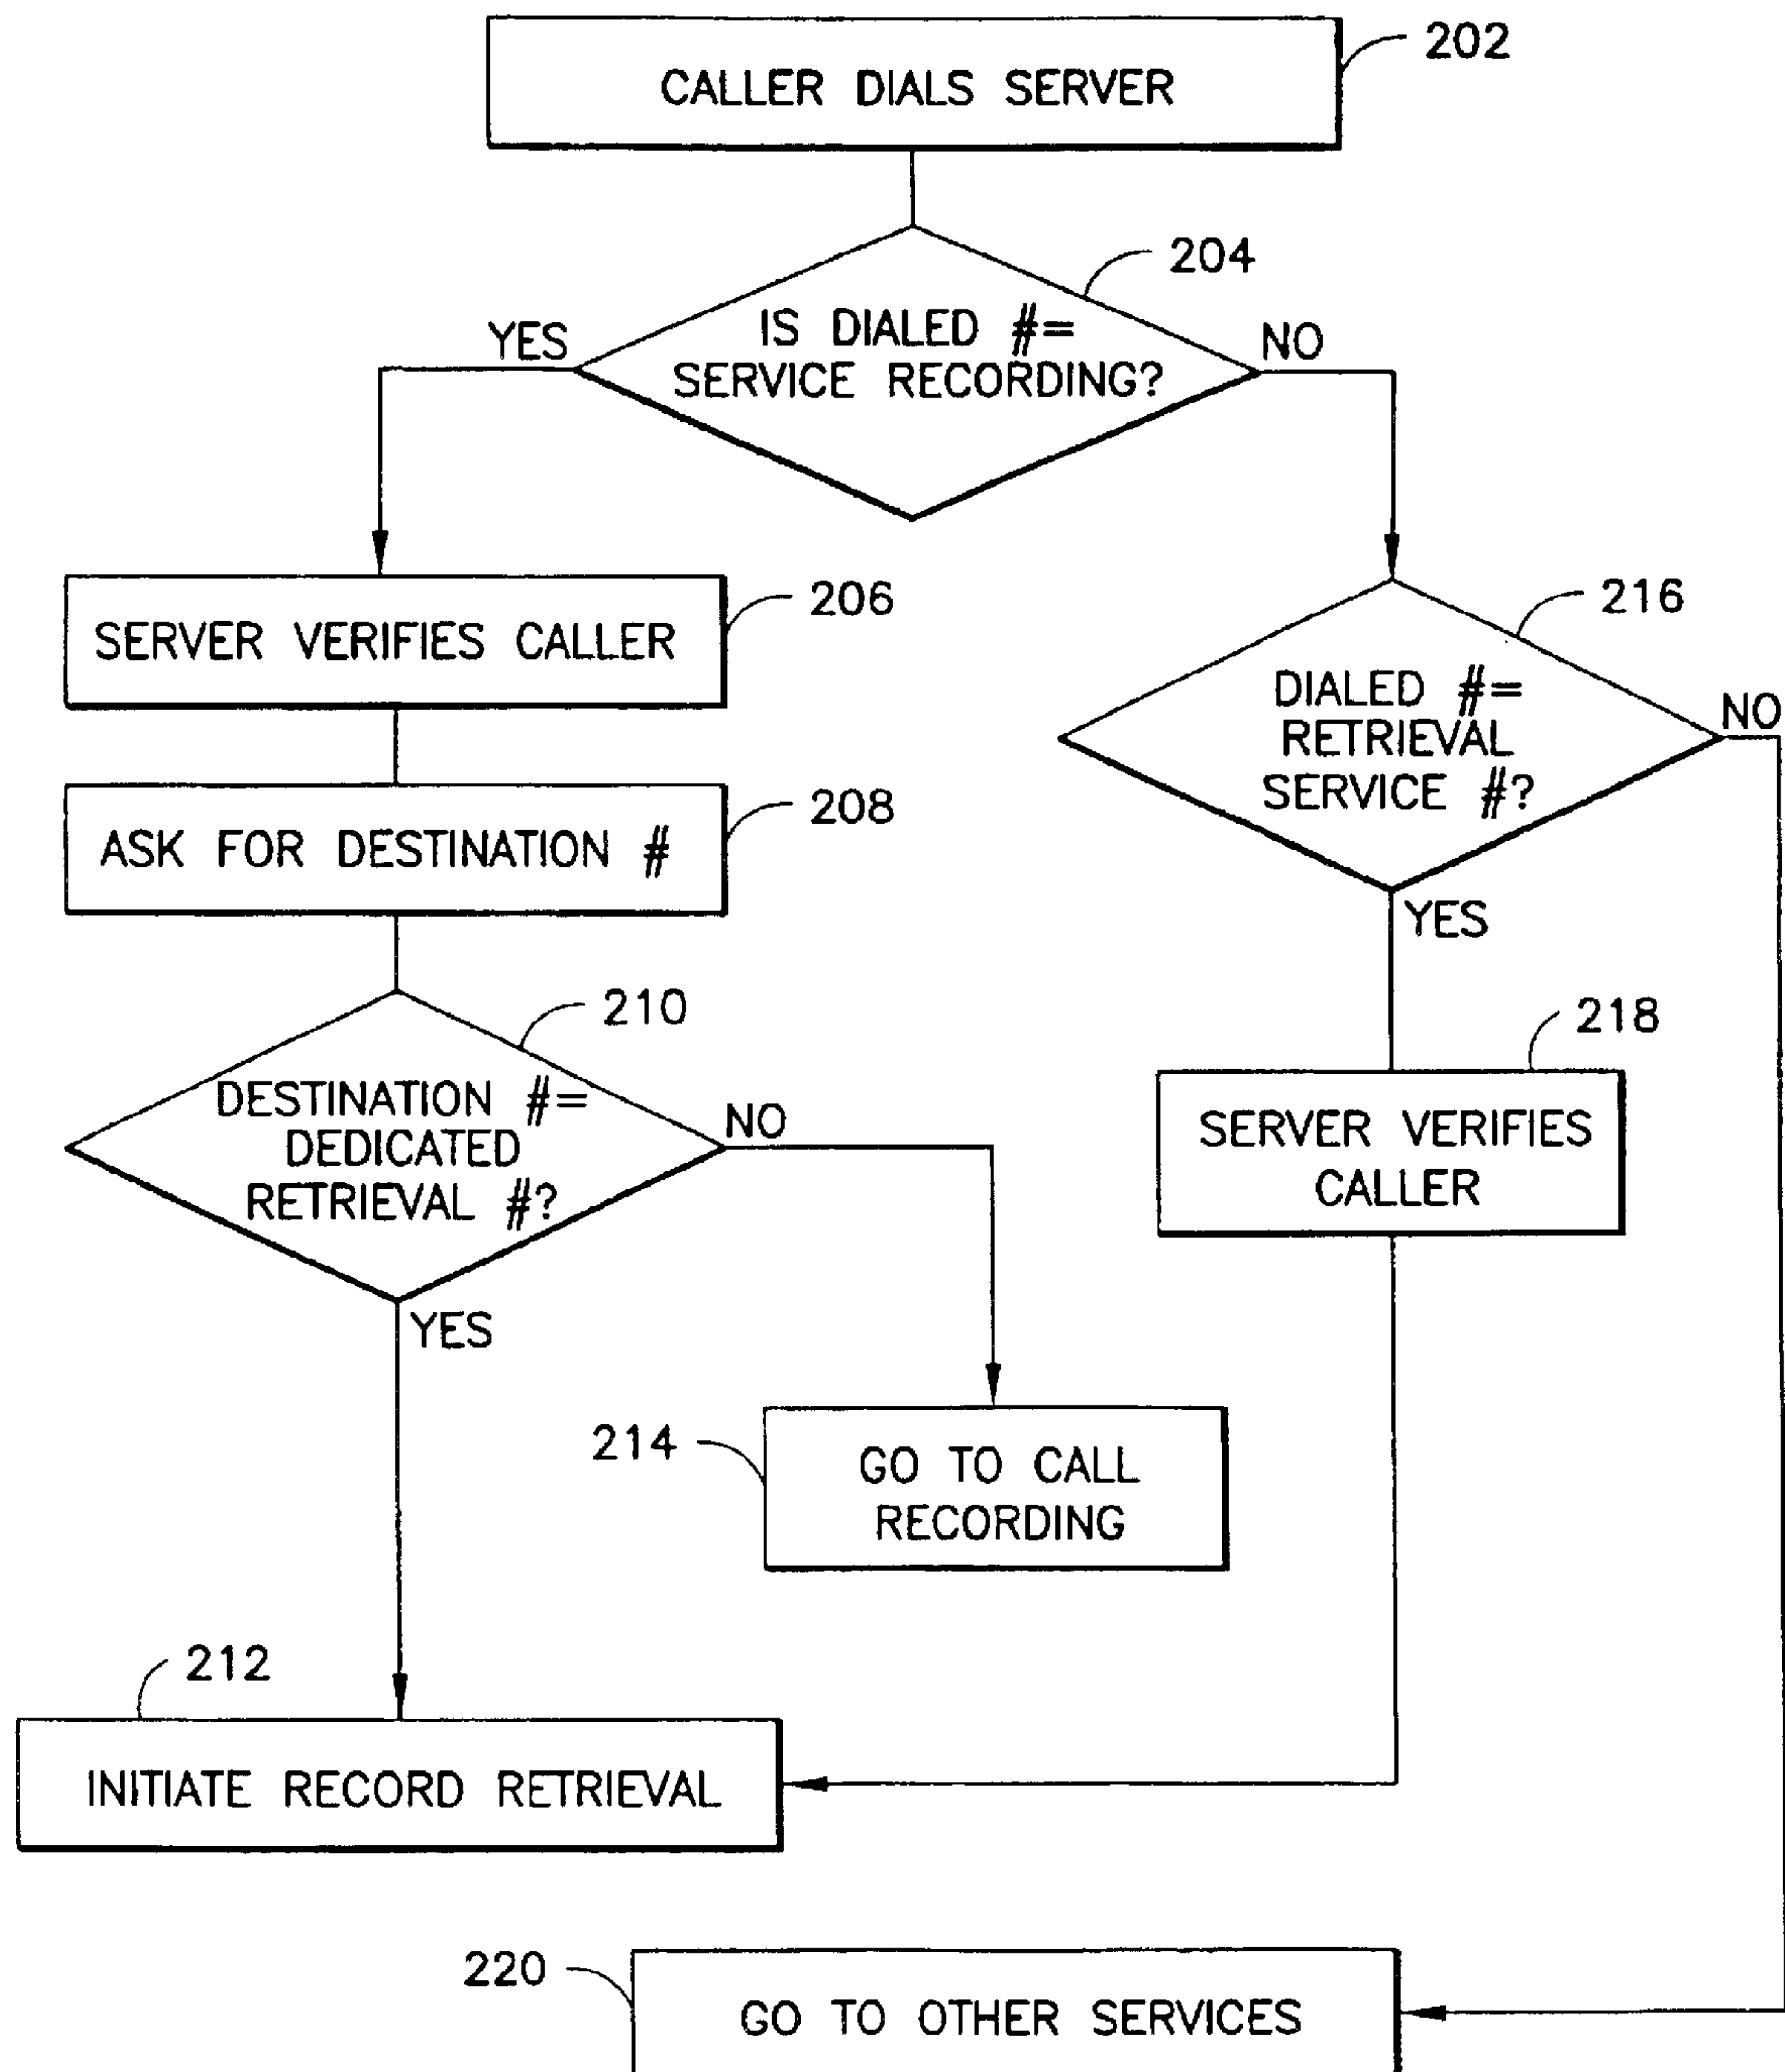 CALLER DIALS SERVER
202
204
IS DIALED #=
SERVICE RECORDING?
YES
NO
206
SERVER VERIFIES CALLER
216
DIALED #=
RETRIEVAL
SERVICE #?
NO
YES
208
ASK FOR DESTINATION #
210
DESTINATION #=
DEDICATED
RETRIEVAL #?
NO
YES
218
SERVER VERIFIES
CALLER
214
GO TO CALL
RECORDING
212
INITIATE RECORD RETRIEVAL
220
GO TO OTHER SERVICES